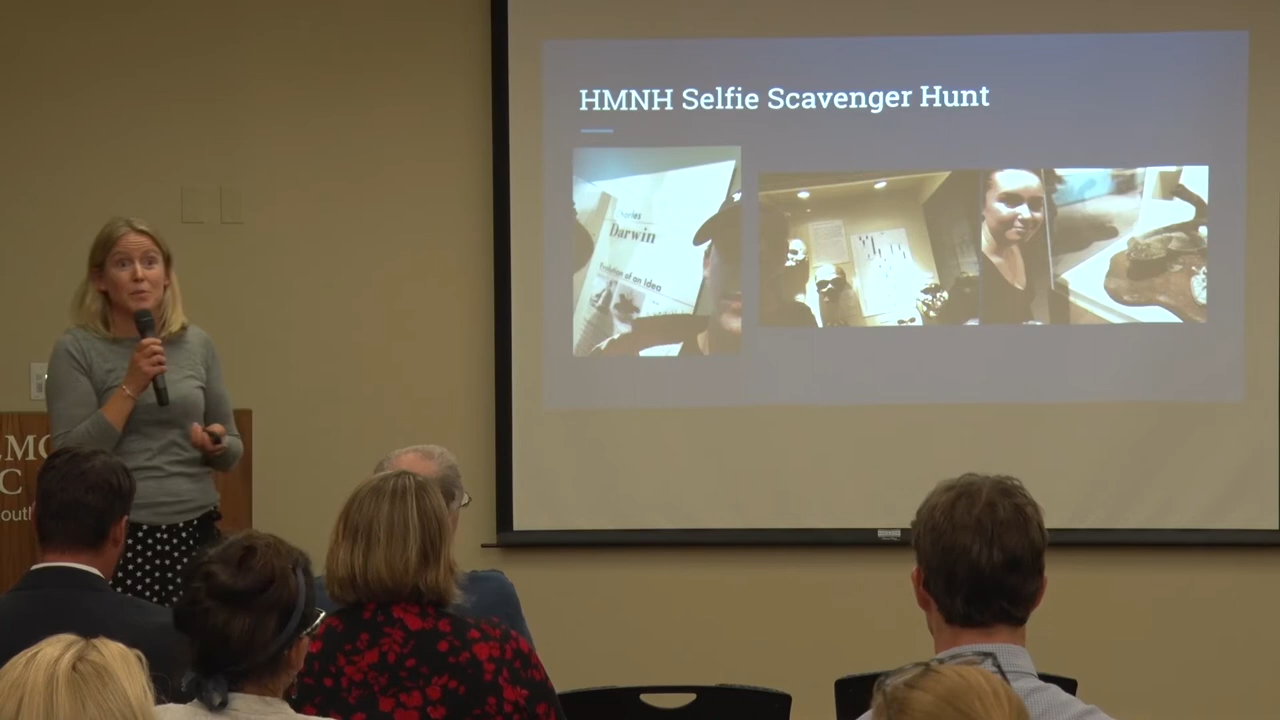 HMNH Selfie Scavenger Hunt
Charles
Darwin
Evolution of an Idea